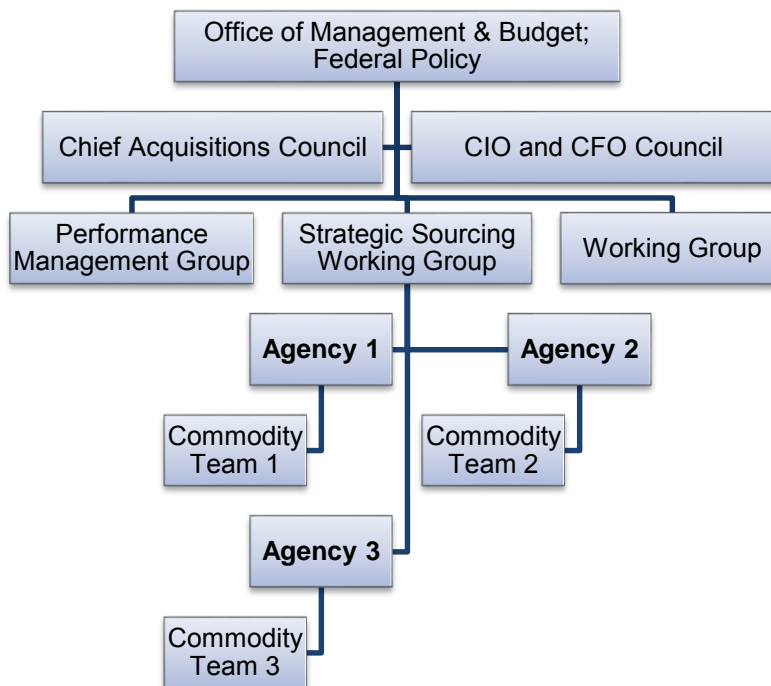 Office of Management & Budget;
Federal Policy
Chief Acquisitions Council
CIO and CFO Council
Performance
Management Group
Strategic Sourcing
Working Group
Working Group
Agency 1
Agency 2
Commodity
Team 1
Commodity
Team 2
Agency 3
Commodity
Team 3